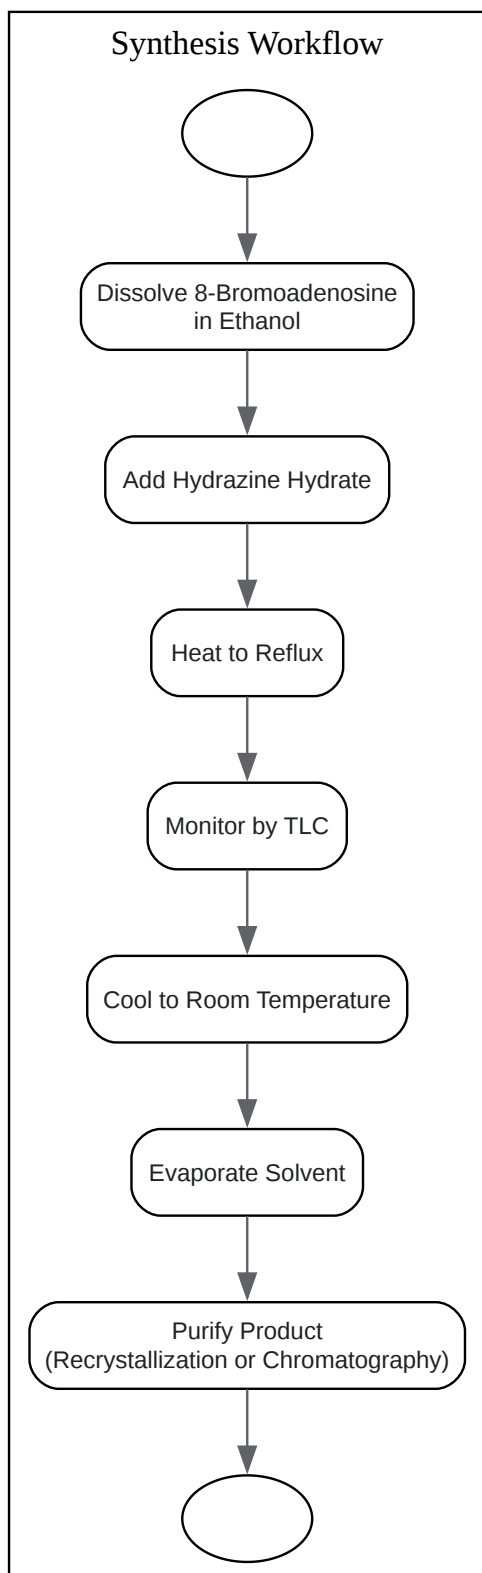 Synthesis Workflow
Dissolve 8-Bromoadenosine
in Ethanol
Add Hydrazine Hydrate
Heat to Reflux
Monitor by TLC
Cool to Room Temperature
Evaporate Solvent
Purify Product
(Recrystallization or Chromatography)